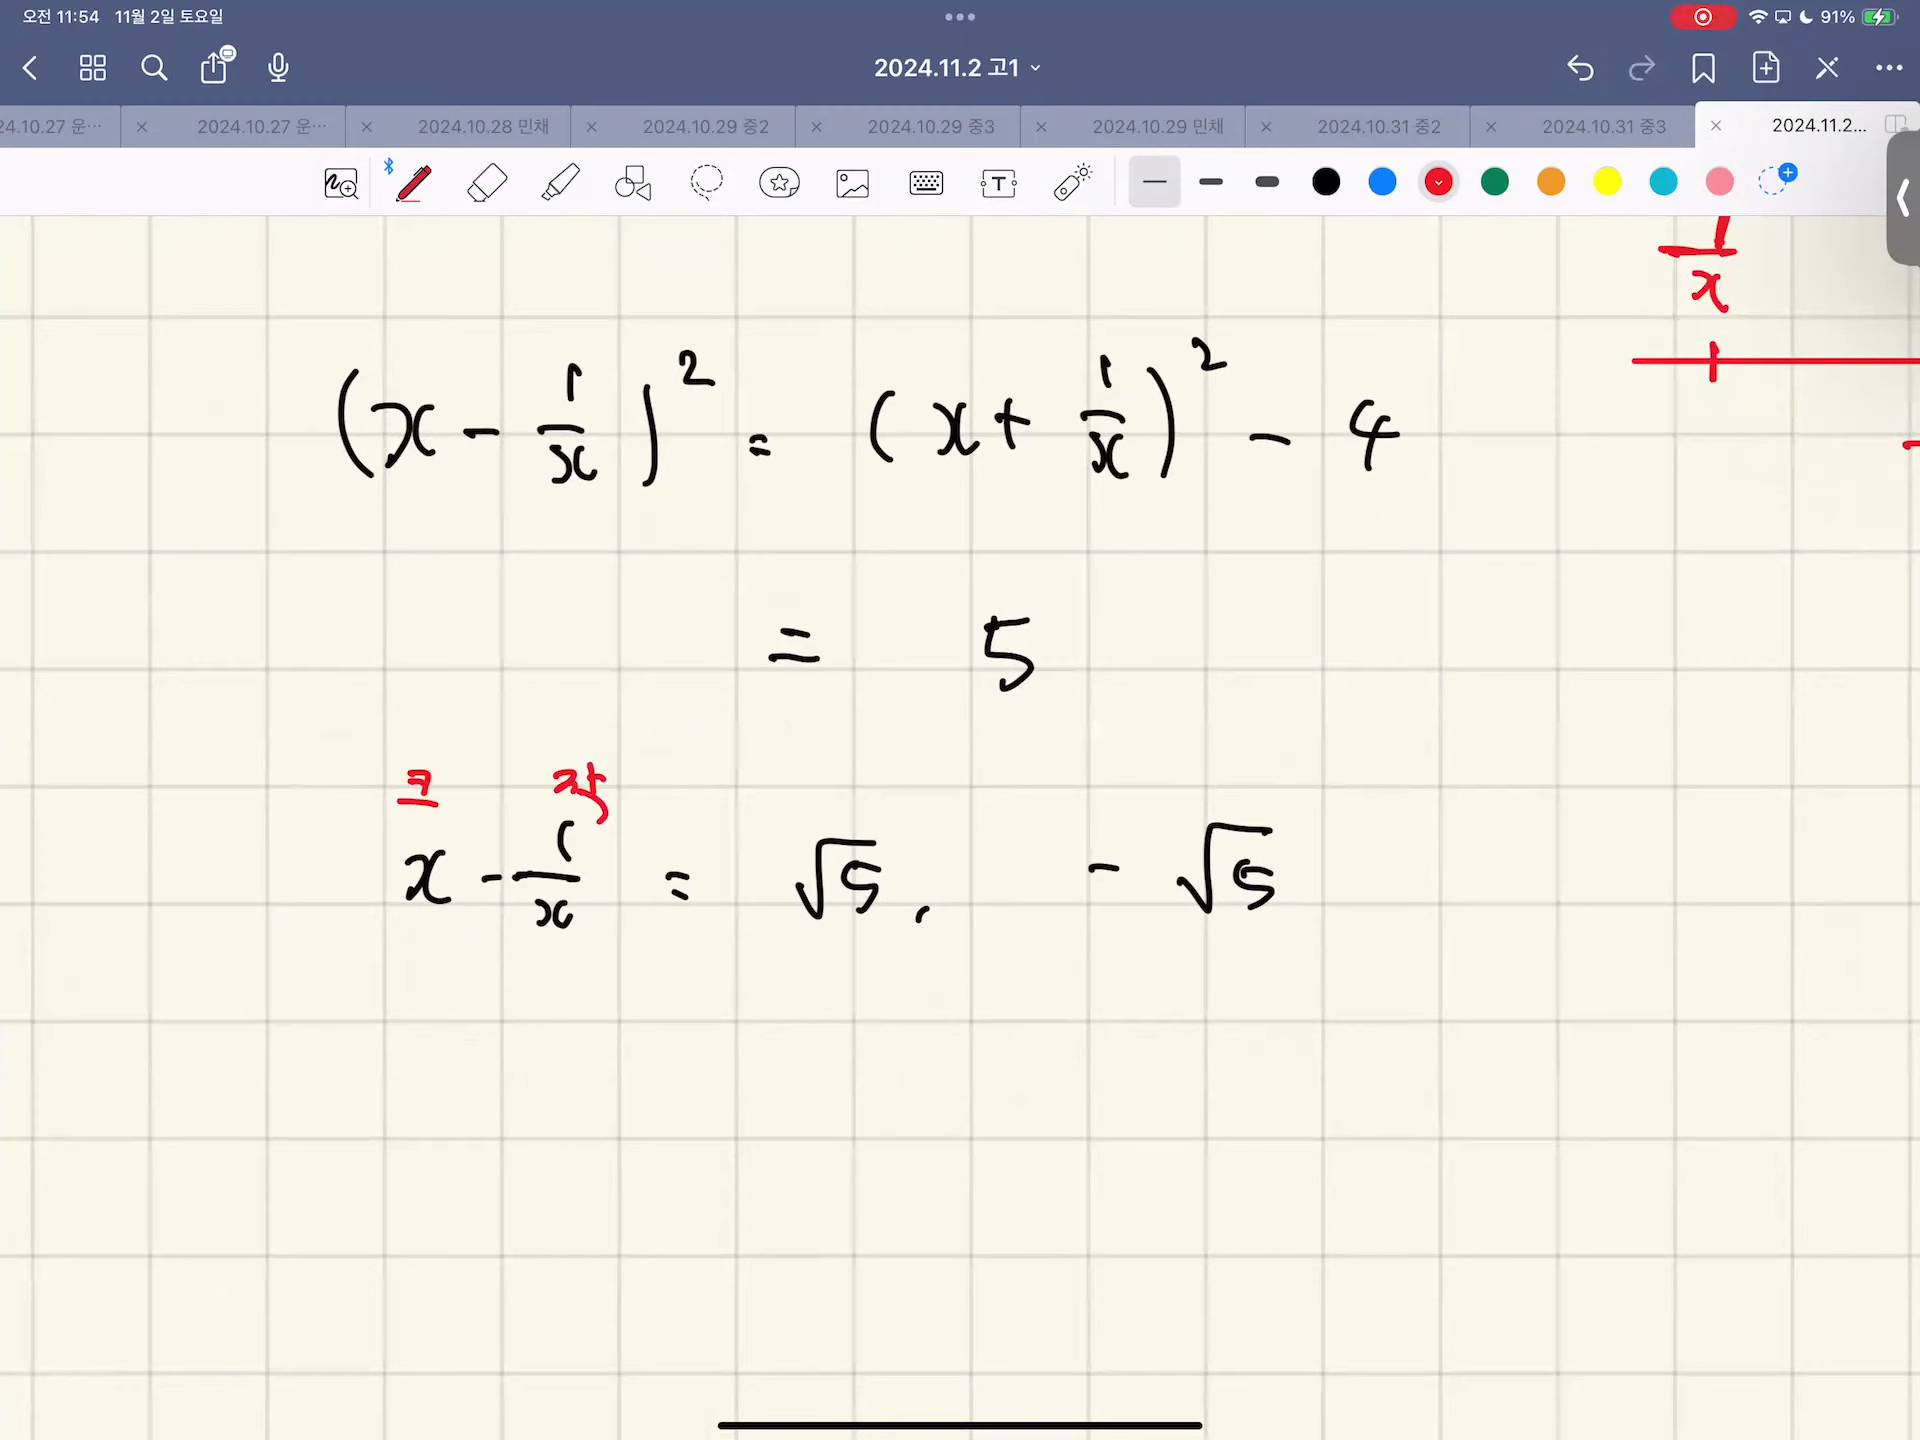 오전 11:54 11월 2일 토요일 91%
2024.11.2 고1
24.10.27 운… 2024.10.27 운… 2024.10.28 민채 2024.10.29 중2 2024.10.29 중3 2024.10.29 민채 2024.10.31 중2 2024.10.31 중3 2024.11.2...
T
1/x
(x - 1/x)² = (x + 1/x)² - 4
= 5
x - 1/x = √5, - √5